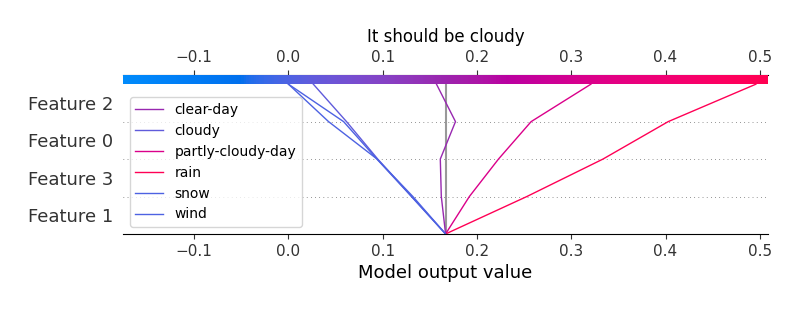 It should be cloudy
−0.1 0.0 0.1 0.2 0.3 0.4 0.5
Feature 2
Feature 0
Feature 3
Feature 1
clear-day
cloudy
partly-cloudy-day
rain
snow
wind
−0.1 0.0 0.1 0.2 0.3 0.4 0.5
Model output value